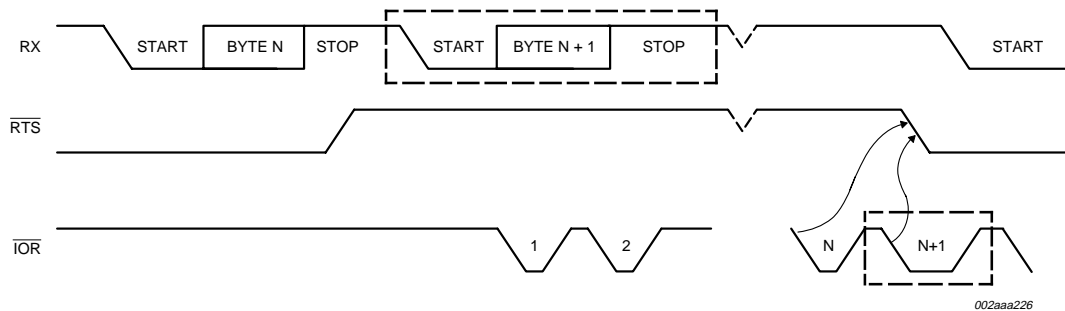 RX START BYTE N STOP START BYTE N + 1 STOP START
RTS
IOR 1 2 N N+1
002aaa226